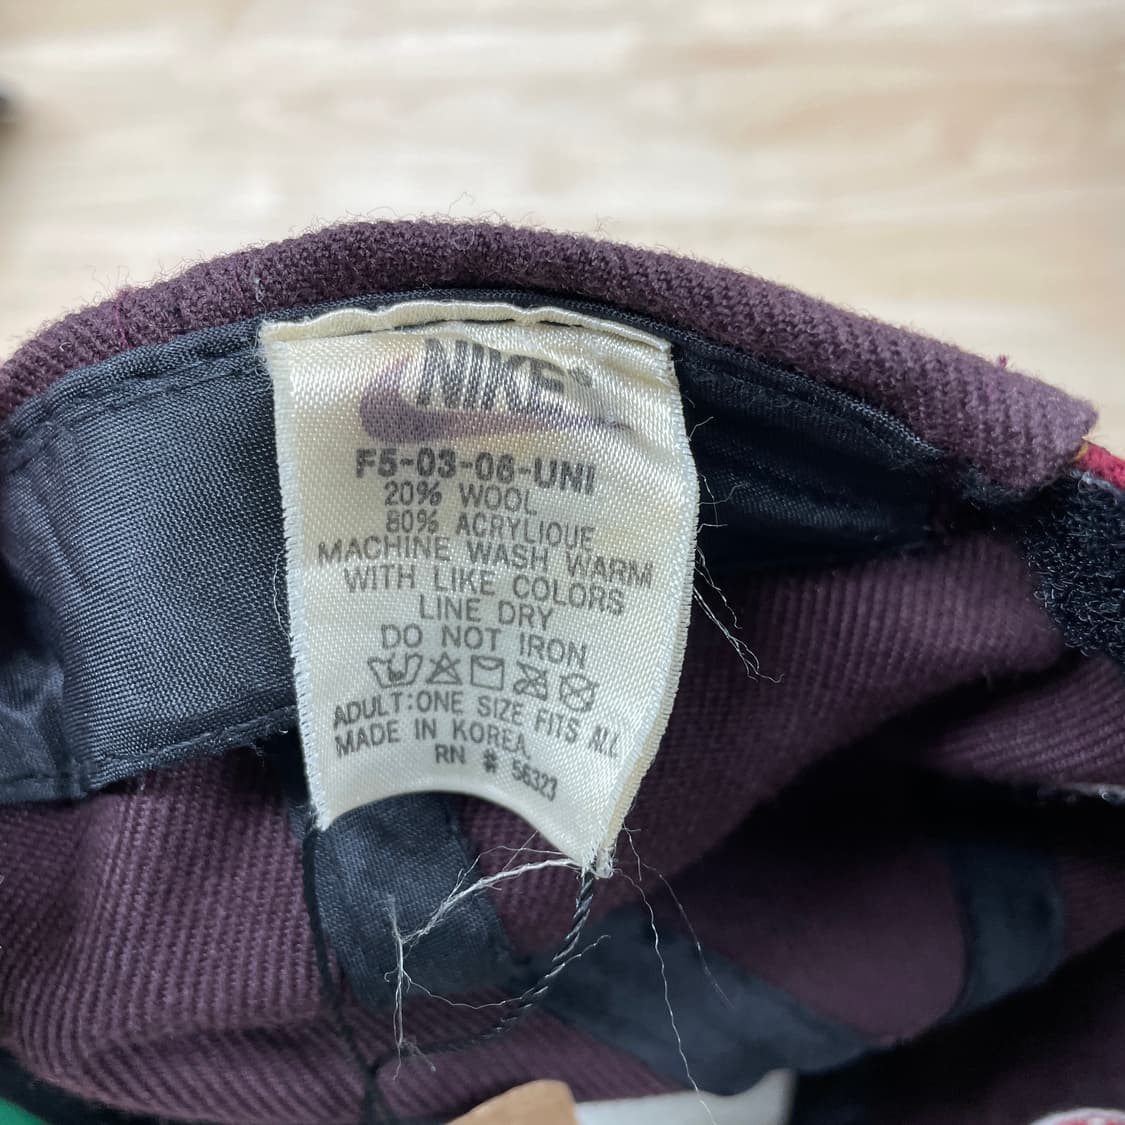 NIKE
F5-03-06-UNI
20% WOOL
80% ACRYLIQUE
MACHINE WASH WARM
WITH LIKE COLORS
LINE DRY
DO NOT IRON
ADULT:ONE SIZE FITS ALL
MADE IN KOREA
RN # 56323